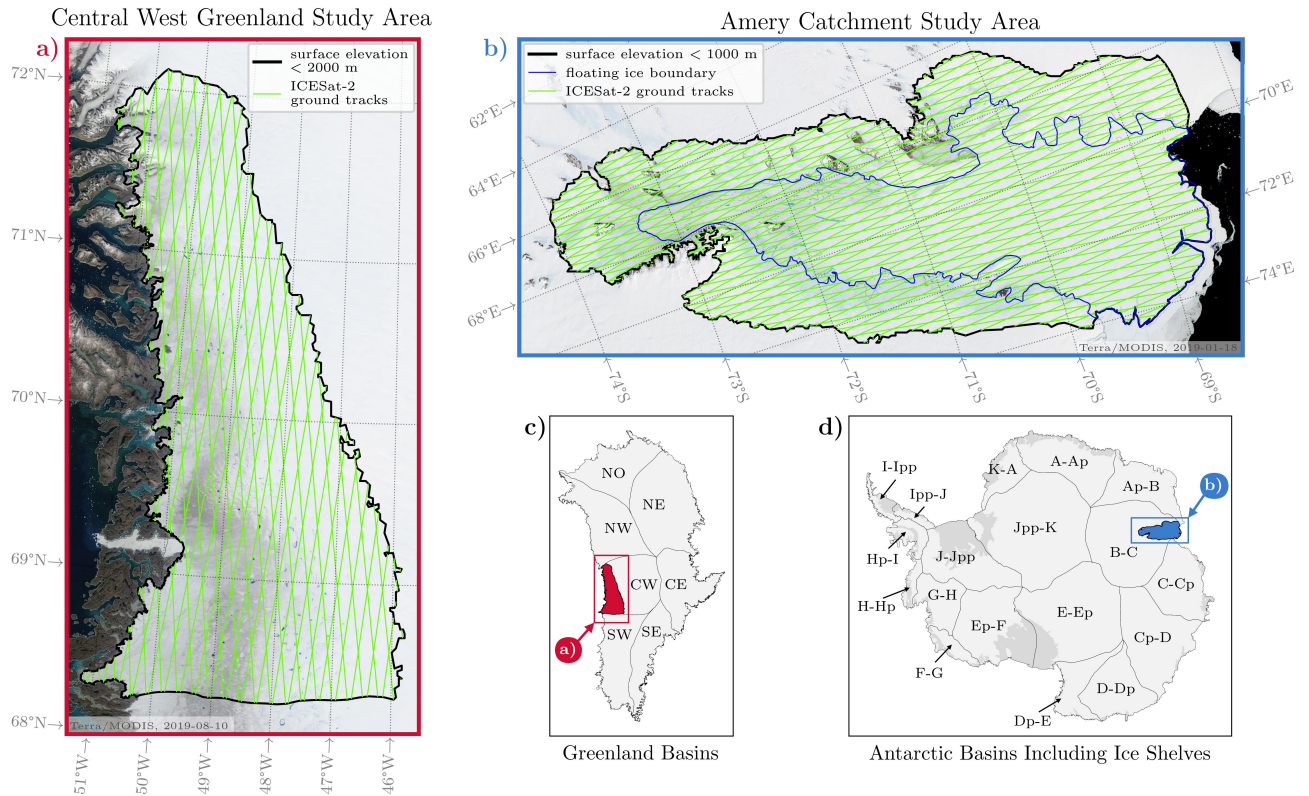 Central West Greenland Study Area
a)
surface elevation
< 2000 m
ICESat-2
ground tracks
72°N
71°N
70°N
69°N
68°N
Terra/MODIS, 2019-08-10
51°W
50°W
49°W
48°W
47°W
46°W
Amery Catchment Study Area
b)
surface elevation < 1000 m
floating ice boundary
ICESat-2 ground tracks
62°E
64°E
66°E
68°E
70°E
72°E
74°E
Terra/MODIS, 2019-01-18
74°S
73°S
72°S
71°S
70°S
69°S
c)
NO
NE
NW
CW
CE
SW
SE
a)
Greenland Basins
d)
I-Ipp
Ipp-J
K-A
A-Ap
Ap-B
b)
Jpp-K
Hp-I
J-Jpp
B-C
H-Hp
G-H
C-Cp
Ep-F
E-Ep
Cp-D
F-G
D-Dp
Dp-E
Antarctic Basins Including Ice Shelves